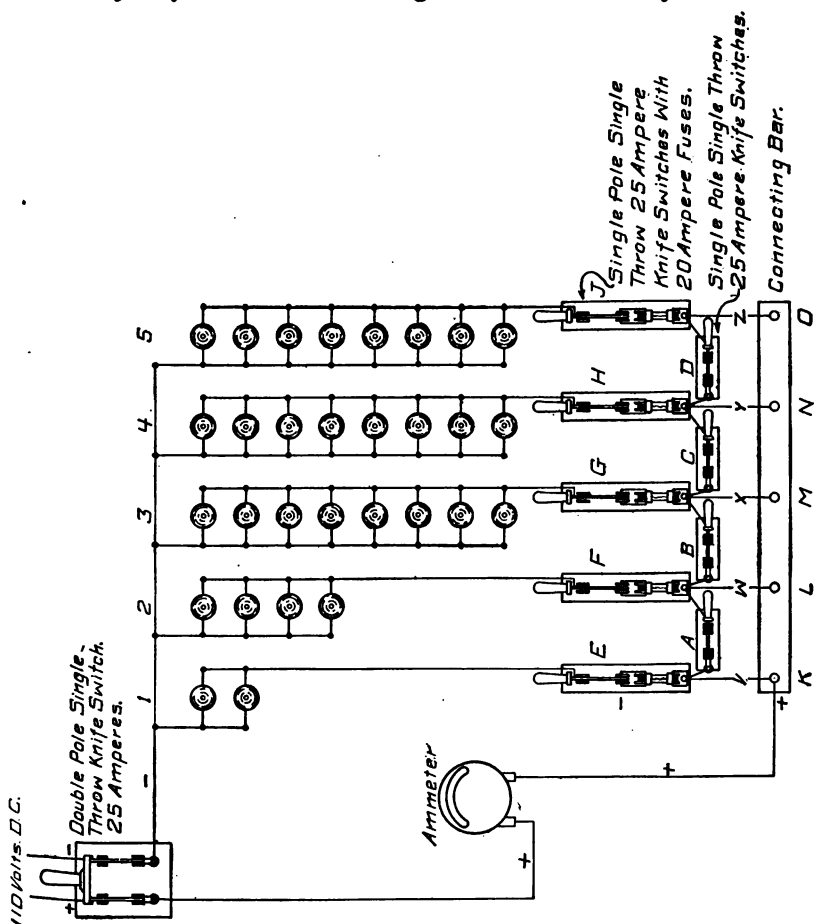 110 Volts. D.C.
Double Pole Single-
Throw Knife Switch.
25 Amperes.
+
-
-
1
2
3
4
5
Ammeter
+
+
E
F
G
H
J
-
Single Pole Single
Throw 25 Ampere
Knife Switches With
20 Ampere Fuses.
A
B
C
D
Single Pole Single Throw
25 Ampere Knife Switches.
V
W
X
Y
Z
+
Connecting Bar.
K
L
M
N
O